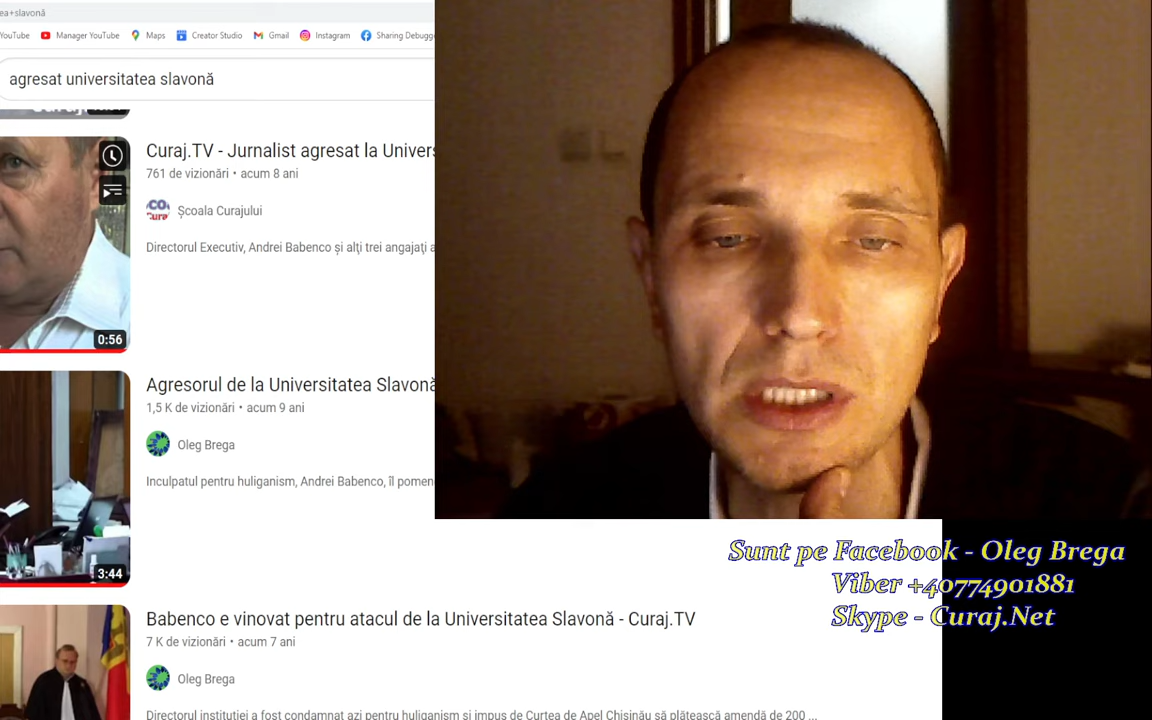 ea+slavonă
YouTube Manager YouTube Maps Creator Studio Gmail Instagram Sharing Debugg
agresat universitatea slavonă
Curaj.TV - Jurnalist agresat la Univers
761 de vizionări • acum 8 ani
Școala Curajului
Directorul Executiv, Andrei Babenco și alți trei angajați a
0:56
Agresorul de la Universitatea Slavonă
1,5 K de vizionări • acum 9 ani
Oleg Brega
Inculpatul pentru huliganism, Andrei Babenco, îl pomen
3:44
Sunt pe Facebook - Oleg Brega
Viber +40774901881
Skype - Curaj.Net
Babenco e vinovat pentru atacul de la Universitatea Slavonă - Curaj.TV
7 K de vizionări • acum 7 ani
Oleg Brega
Directorul instituției a fost condamnat azi pentru huliganism și impus de Curtea de Apel Chișinău să plătească amendă de 200 ...